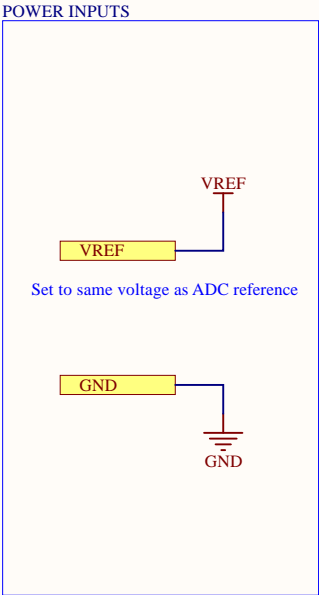 POWER INPUTS
VREF
VREF
Set to same voltage as ADC reference
GND
GND